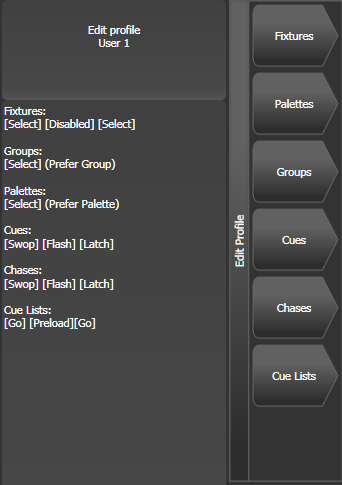 Edit profile
User 1
Fixtures:
[Select] [Disabled] [Select]
Groups:
[Select] (Prefer Group)
Palettes:
[Select] (Prefer Palette)
Cues:
[Swop] [Flash] [Latch]
Chases:
[Swop] [Flash] [Latch]
Cue Lists:
[Go] [Preload][Go]
Edit Profile
Fixtures
Palettes
Groups
Cues
Chases
Cue Lists